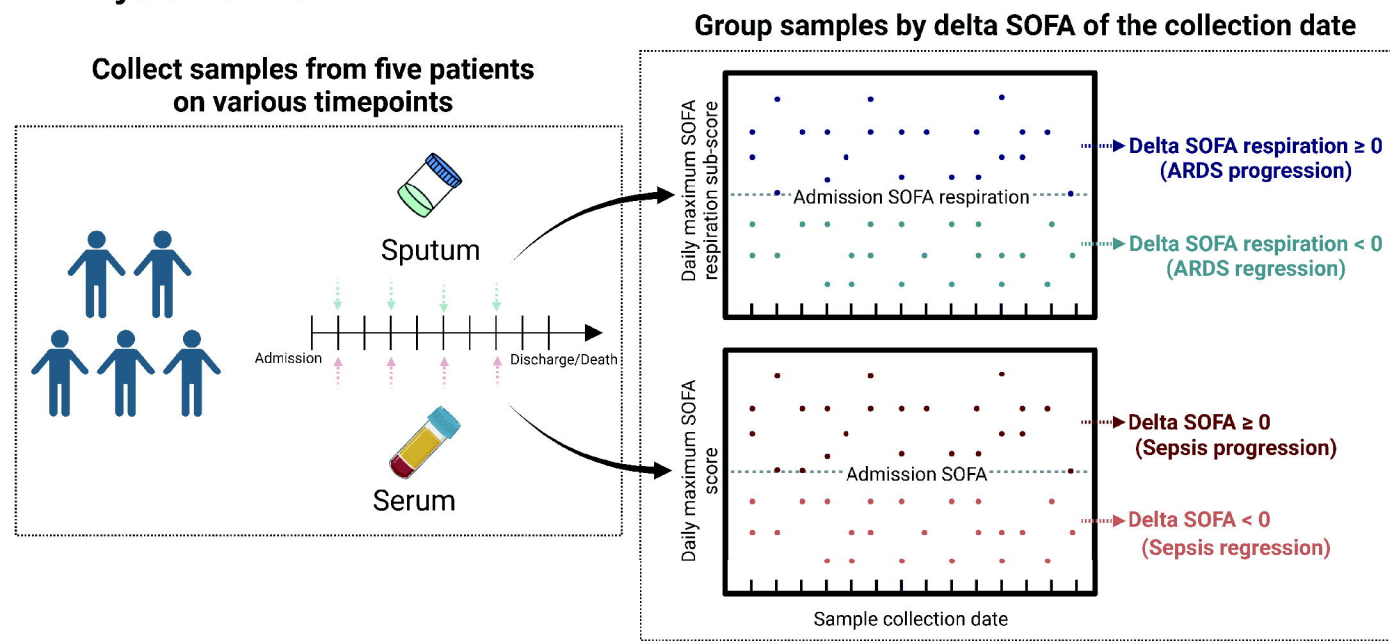 Collect samples from five patients
on various timepoints
Sputum
Admission
Discharge/Death
Serum
Group samples by delta SOFA of the collection date
Daily maximum SOFA
respiration sub-score
Admission SOFA respiration
Delta SOFA respiration ≥ 0
(ARDS progression)
Delta SOFA respiration < 0
(ARDS regression)
Daily maximum SOFA
score
Admission SOFA
Delta SOFA ≥ 0
(Sepsis progression)
Delta SOFA < 0
(Sepsis regression)
Sample collection date